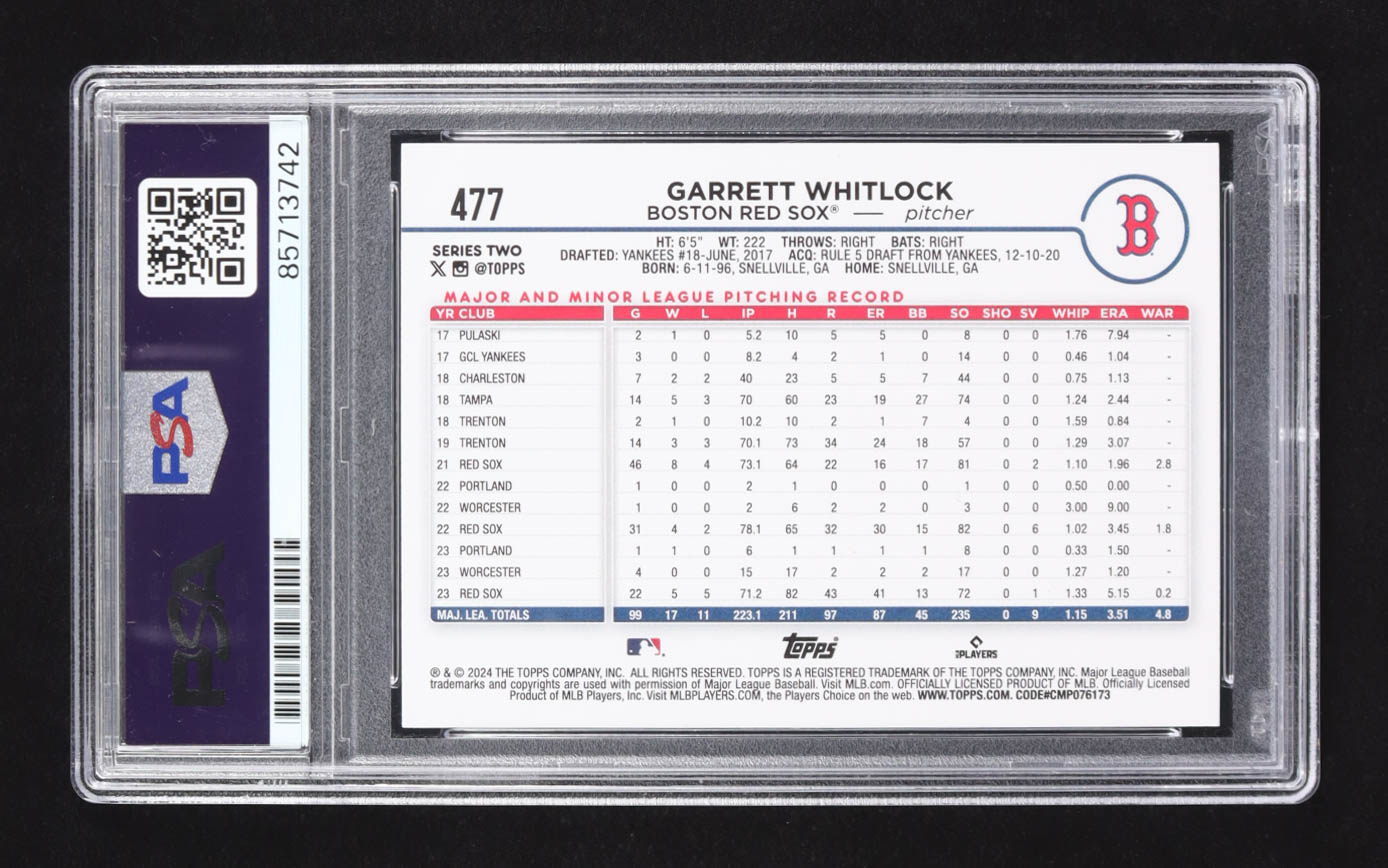 85713742
PSA
PSA
477
GARRETT WHITLOCK
BOSTON RED SOX® — pitcher
B
SERIES TWO
@TOPPS
HT: 6'5" WT: 222 THROWS: RIGHT BATS: RIGHT
DRAFTED: YANKEES #18-JUNE, 2017 ACQ: RULE 5 DRAFT FROM YANKEES, 12-10-20
BORN: 6-11-96, SNELLVILLE, GA HOME: SNELLVILLE, GA
MAJOR AND MINOR LEAGUE PITCHING RECORD
YR CLUB G W L IP H R ER BB SO SHO SV WHIP ERA WAR
17 PULASKI 2 1 0 5.2 10 5 5 0 8 0 0 1.76 7.94 -
17 GCL YANKEES 3 0 0 8.2 4 2 1 0 14 0 0 0.46 1.04 -
18 CHARLESTON 7 2 2 40 23 5 5 7 44 0 0 0.75 1.13 -
18 TAMPA 14 5 3 70 60 23 19 27 74 0 0 1.24 2.44 -
18 TRENTON 2 1 0 10.2 10 2 1 7 4 0 0 1.59 0.84 -
19 TRENTON 14 3 3 70.1 73 34 24 18 57 0 0 1.29 3.07 -
21 RED SOX 46 8 4 73.1 64 22 16 17 81 0 2 1.10 1.96 2.8
22 PORTLAND 1 0 0 2 1 0 0 0 1 0 0 0.50 0.00 -
22 WORCESTER 1 0 0 2 6 2 2 0 3 0 0 3.00 9.00 -
22 RED SOX 31 4 2 78.1 65 32 30 15 82 0 6 1.02 3.45 1.8
23 PORTLAND 1 1 0 6 1 1 1 1 8 0 0 0.33 1.50 -
23 WORCESTER 4 0 0 15 17 2 2 2 17 0 0 1.27 1.20 -
23 RED SOX 22 5 5 71.2 82 43 41 13 72 0 1 1.33 5.15 0.2
MAJ. LEA. TOTALS 99 17 11 223.1 211 97 87 45 235 0 9 1.15 3.51 4.8
Topps®
PLAYERS
® & © 2024 THE TOPPS COMPANY, INC. ALL RIGHTS RESERVED. TOPPS IS A REGISTERED TRADEMARK OF THE TOPPS COMPANY, INC. Major League Baseball
trademarks and copyrights are used with permission of Major League Baseball. Visit MLB.com. OFFICIALLY LICENSED PRODUCT OF MLB. Officially Licensed
Product of MLB Players, Inc. Visit MLBPLAYERS.COM, the Players Choice on the web. WWW.TOPPS.COM. CODE#CMP076173